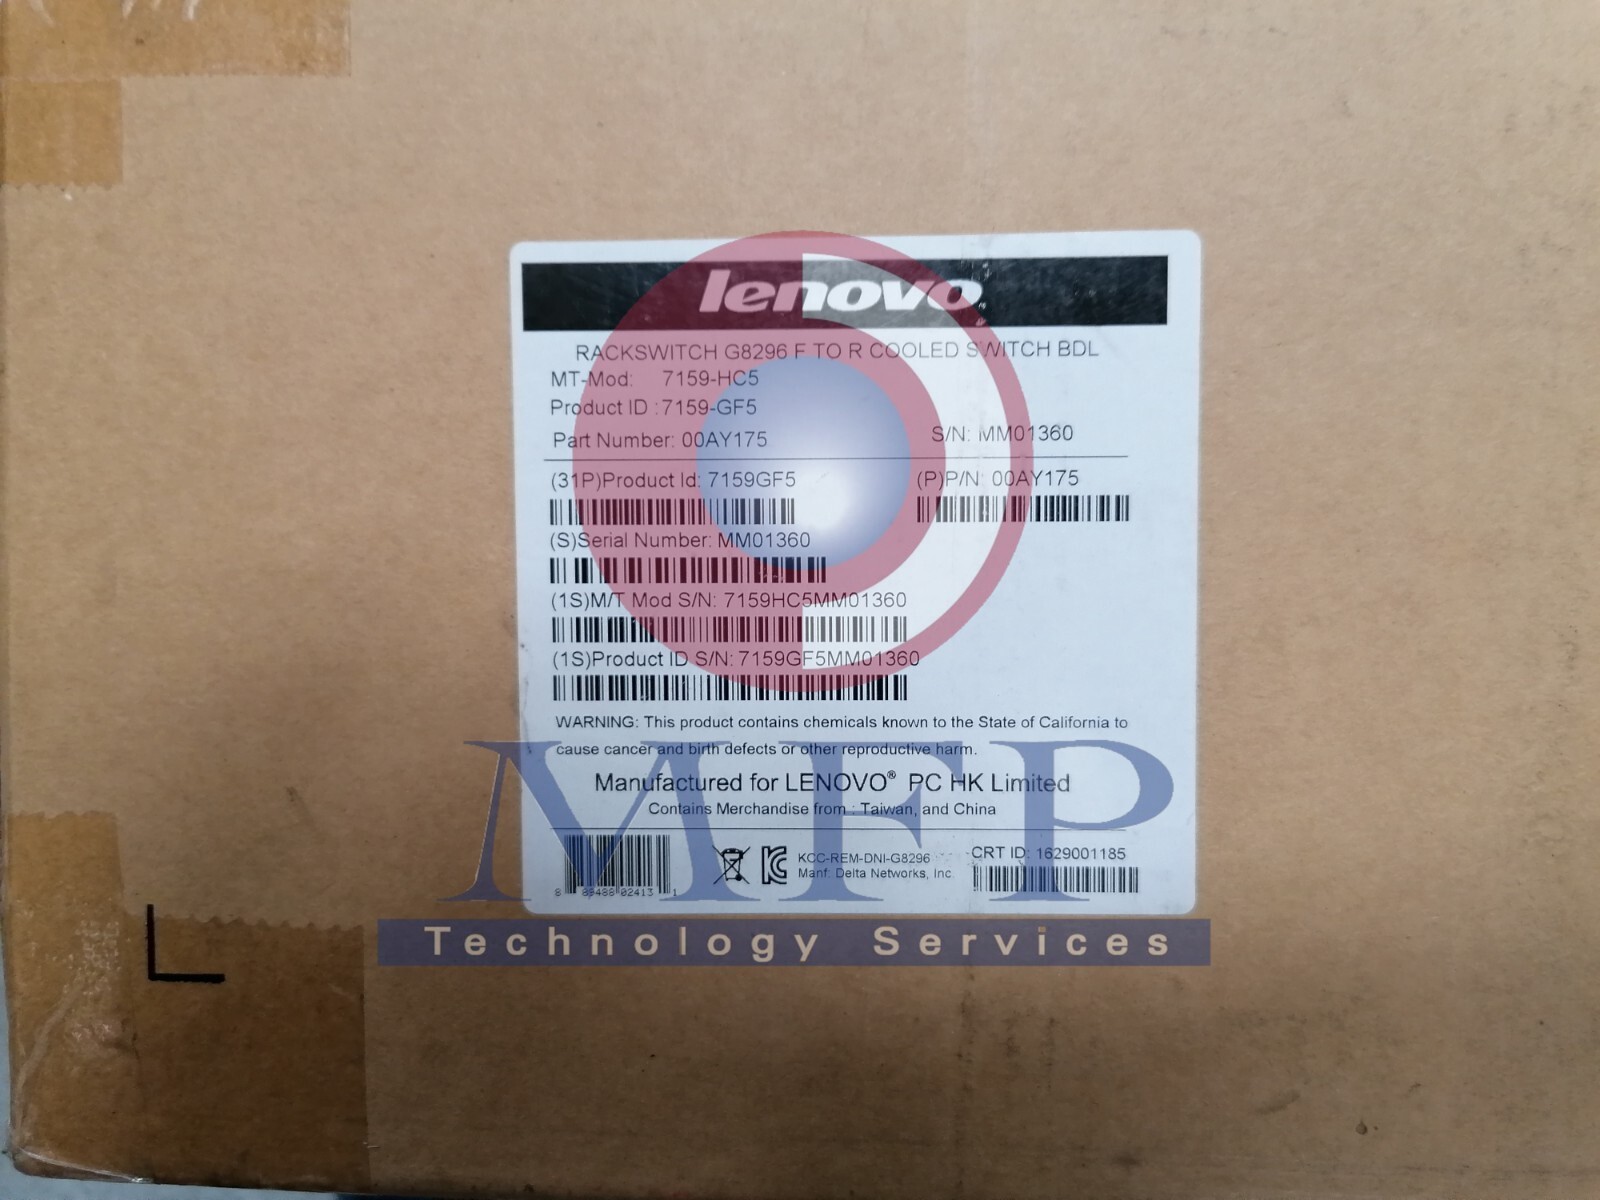 lenovo
RACKSWITCH G8296 F TO R COOLED SWITCH BDL
MT-Mod: 7159-HC5
Product ID :7159-GF5
Part Number: 00AY175 S/N: MM01360
(31P)Product Id: 7159GF5 (P)P/N: 00AY175
(S)Serial Number: MM01360
(1S)M/T Mod S/N: 7159HC5MM01360
(1S)Product ID S/N: 7159GF5MM01360
WARNING: This product contains chemicals known to the State of California to
cause cancer and birth defects or other reproductive harm.
Manufactured for LENOVO® PC HK Limited
Contains Merchandise from : Taiwan, and China
KCC-REM-DNI-G8296 CRT ID: 1629001185
Manf: Delta Networks, Inc.
8 89488 02413 1
MFP
Technology Services